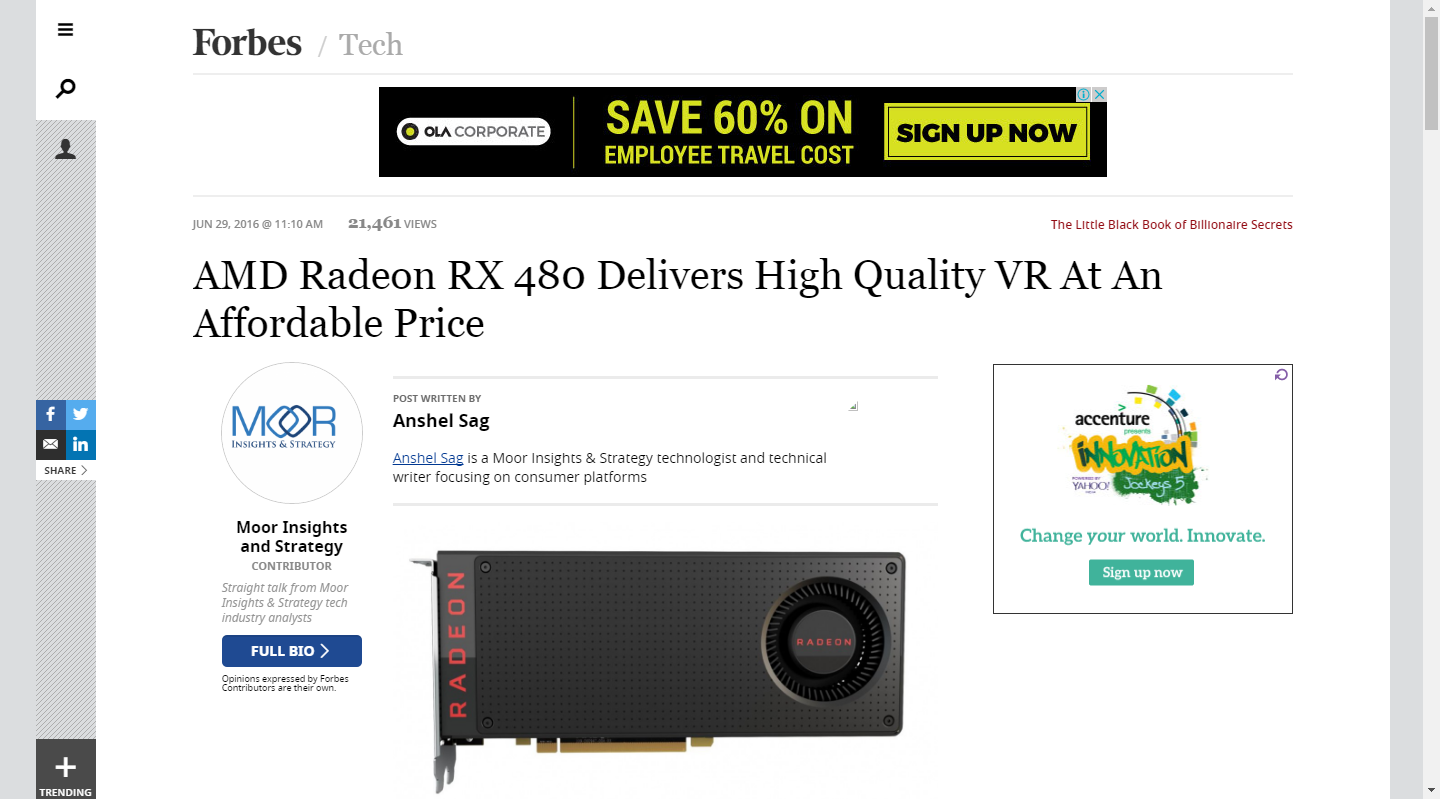 Forbes / Tech
OLA CORPORATE
SAVE 60% ON
EMPLOYEE TRAVEL COST
SIGN UP NOW
JUN 29, 2016 @ 11:10 AM 21,461 VIEWS
The Little Black Book of Billionaire Secrets
AMD Radeon RX 480 Delivers High Quality VR At An
Affordable Price
MOOR
INSIGHTS & STRATEGY
Moor Insights
and Strategy
CONTRIBUTOR
Straight talk from Moor
Insights & Strategy tech
industry analysts
FULL BIO
Opinions expressed by Forbes
Contributors are their own.
POST WRITTEN BY
Anshel Sag
Anshel Sag is a Moor Insights & Strategy technologist and technical
writer focusing on consumer platforms
RADEON
RADEON
accenture
presents
INNOVATION
Jockeys 5
POWERED BY
YAHOO!
Change your world. Innovate.
Sign up now
SHARE
TRENDING